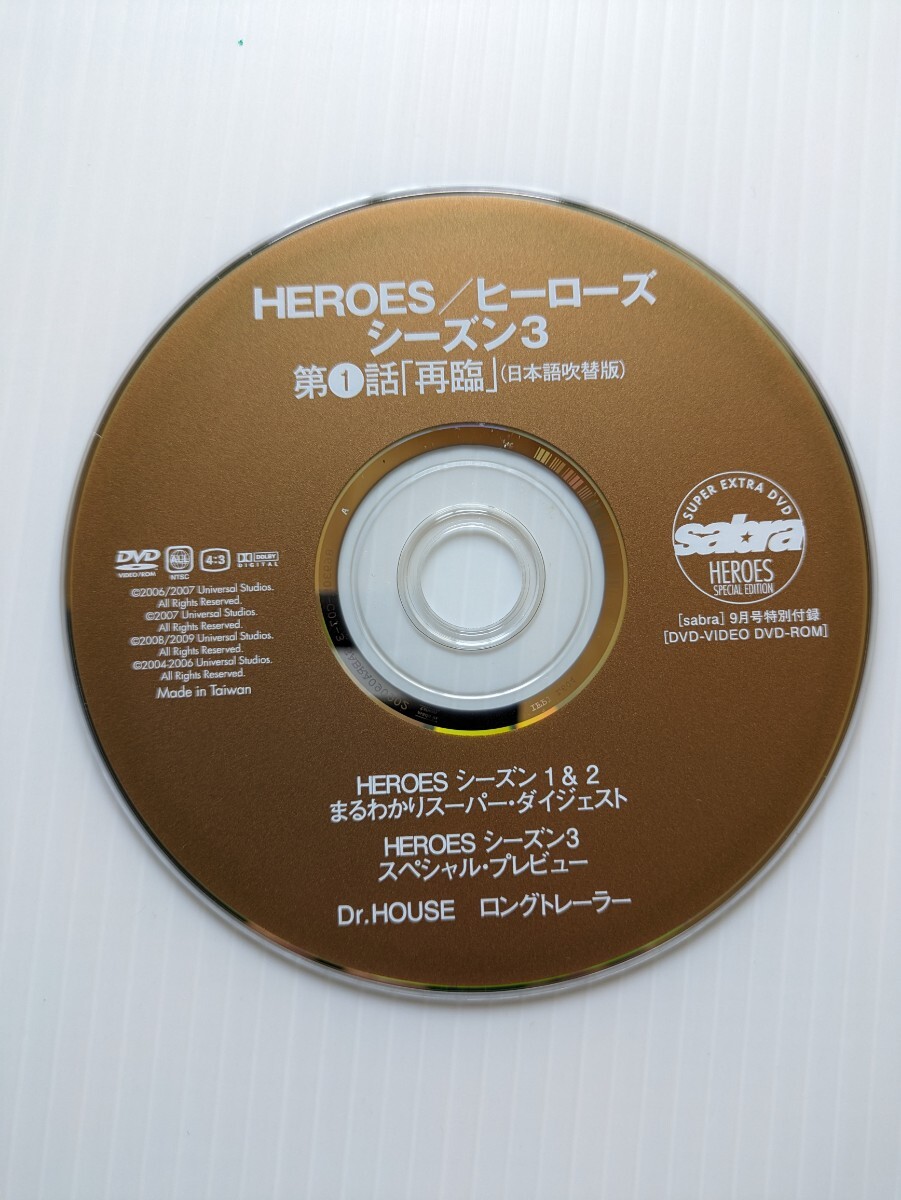 HEROES／ヒーローズ
シーズン3
第❶話「再臨」(日本語吹替版)
SUPER EXTRA DVD
sabra
HEROES
SPECIAL EDITION
[sabra] 9月号特別付録
[DVD-VIDEO DVD-ROM]
DVD
VIDEO/ROM
ALL
NTSC
4:3
DOLBY
DIGITAL
©2006/2007 Universal Studios.
All Rights Reserved.
©2007 Universal Studios.
All Rights Reserved.
©2008/2009 Universal Studios.
All Rights Reserved.
©2004-2006 Universal Studios.
All Rights Reserved.
Made in Taiwan
HEROES シーズン 1 & 2
まるわかりスーパー・ダイジェスト
HEROES シーズン3
スペシャル・プレビュー
Dr.HOUSE ロングトレーラー